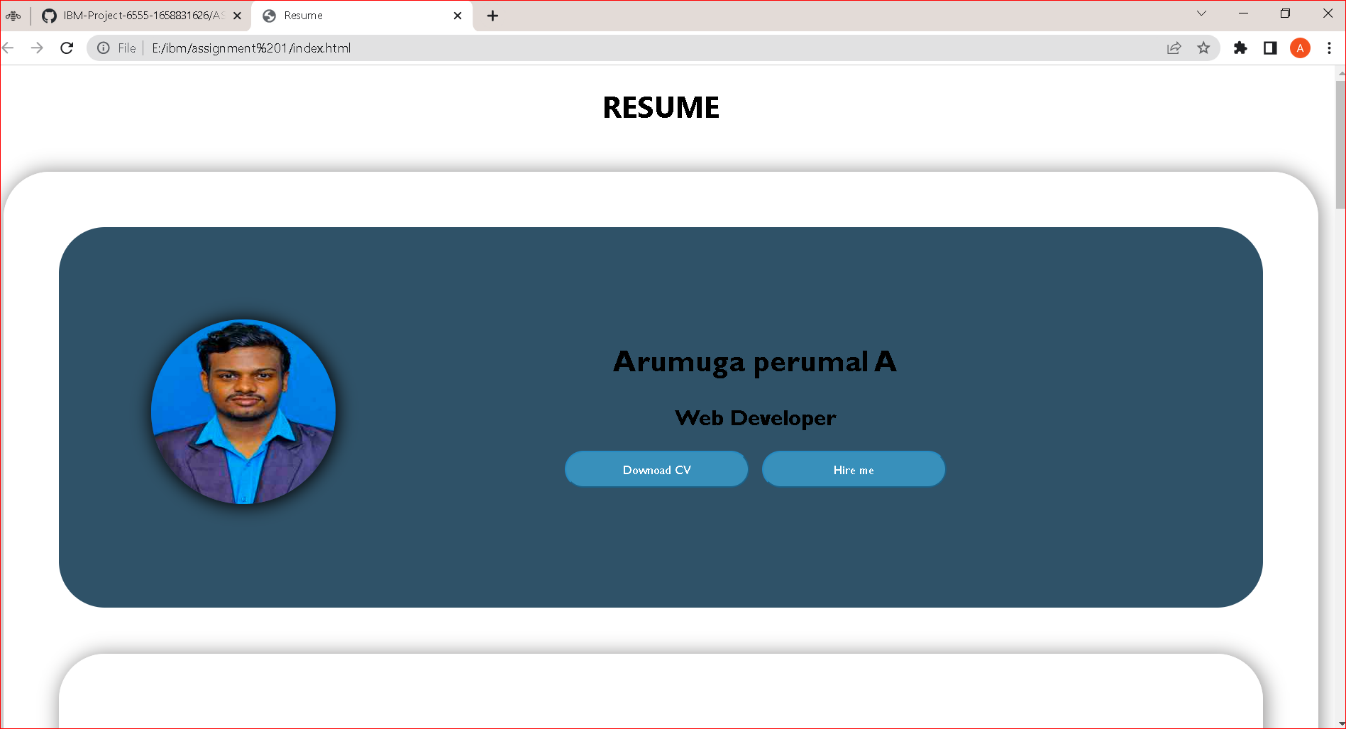 IBM-Project-6555-1658831626/AS
Resume
File
E:/ibm/assignment%201/index.html
A
RESUME
Arumuga perumal A
Web Developer
Downoad CV
Hire me